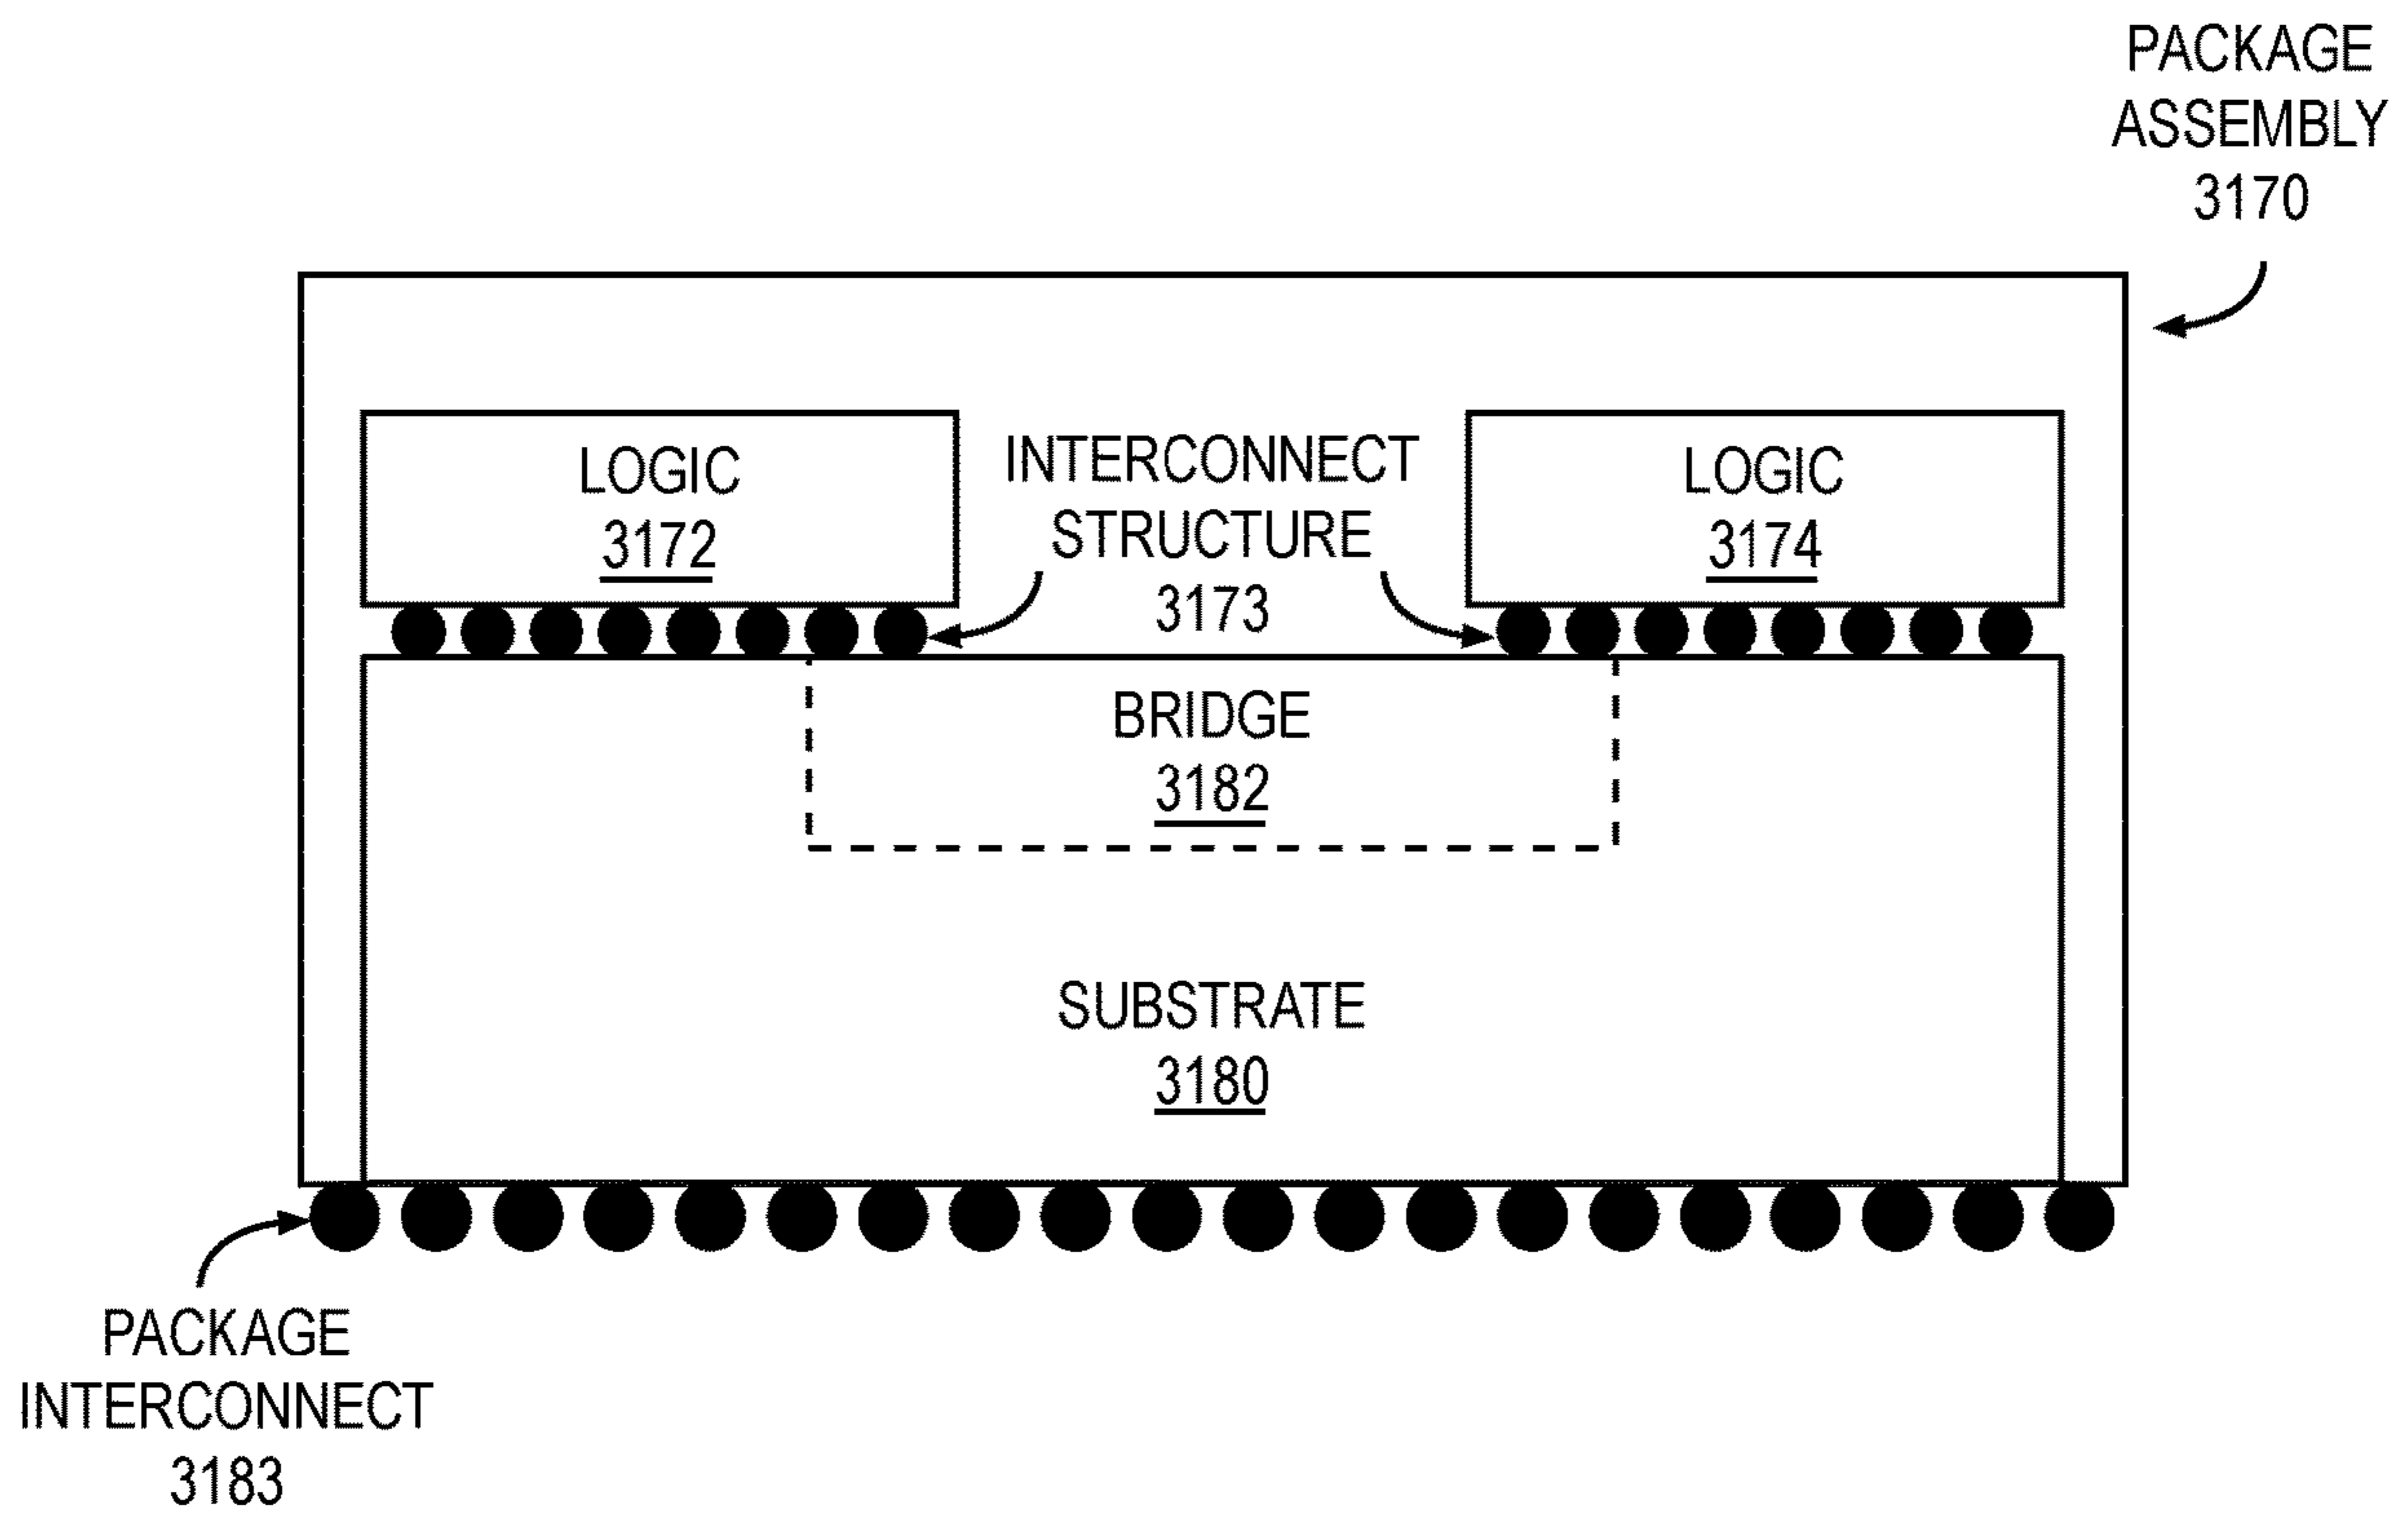 PACKAGE
ASSEMBLY
3170
LOGIC
3172
INTERCONNECT
STRUCTURE
3173
LOGIC
3174
BRIDGE
3182
SUBSTRATE
3180
PACKAGE
INTERCONNECT
3183